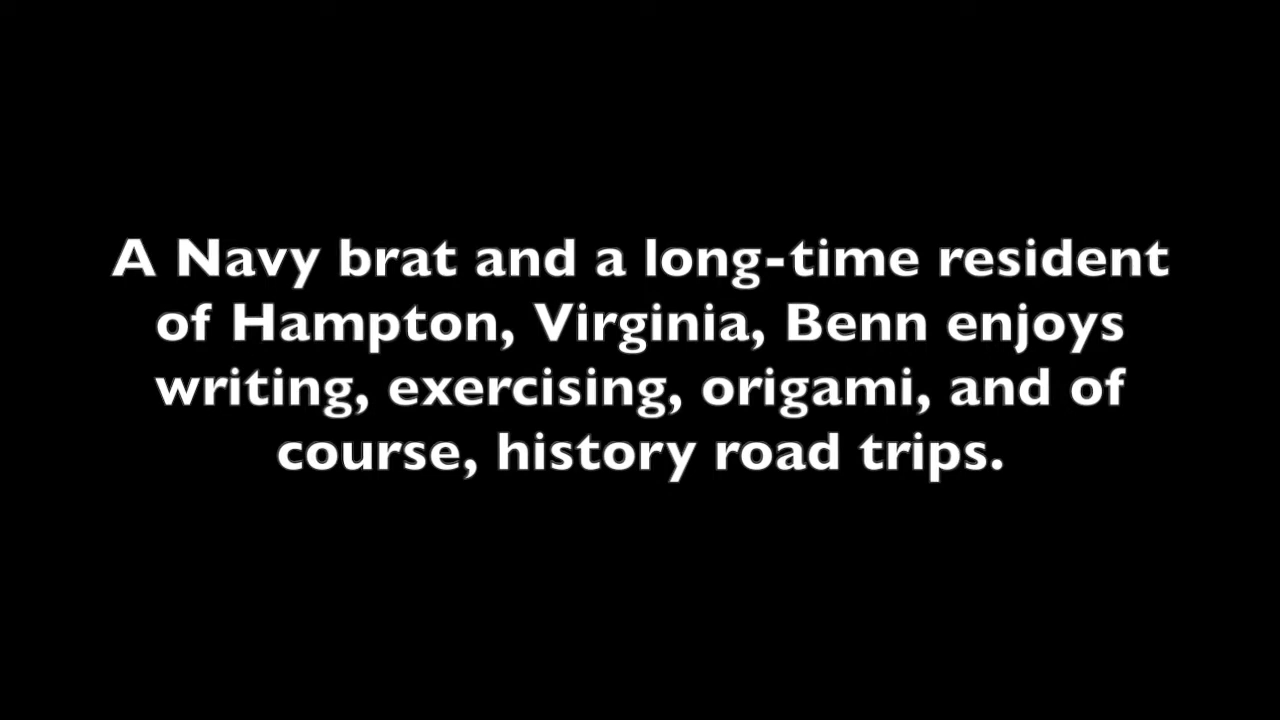 A Navy brat and a long-time resident
of Hampton, Virginia, Benn enjoys
writing, exercising, origami, and of
course, history road trips.